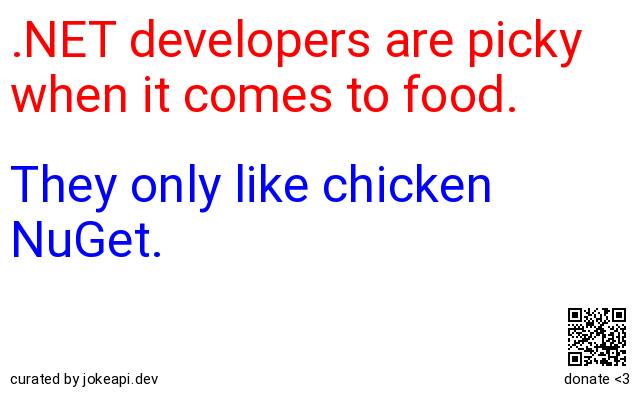 .NET developers are picky
when it comes to food.
They only like chicken
NuGet.
curated by jokeapi.dev
donate <3